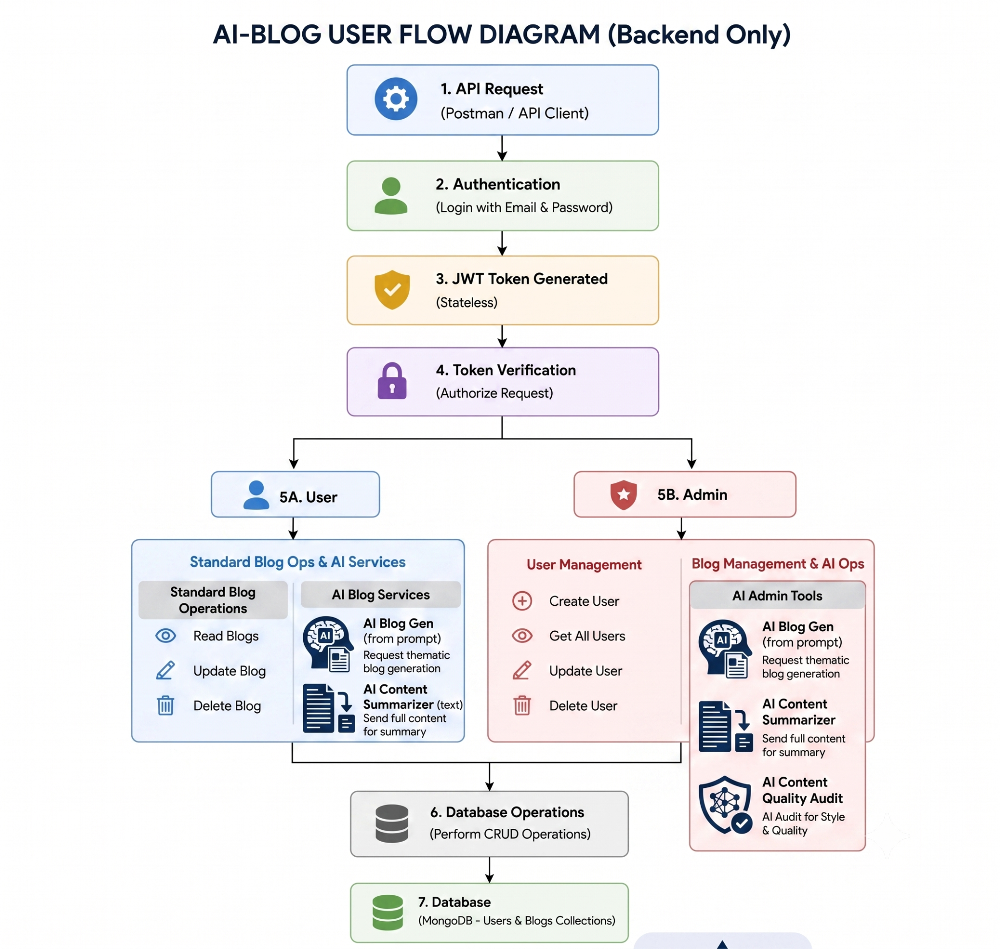 AI-BLOG USER FLOW DIAGRAM (Backend Only)
1. API Request
(Postman / API Client)
2. Authentication
(Login with Email & Password)
3. JWT Token Generated
(Stateless)
4. Token Verification
(Authorize Request)
5A. User
5B. Admin
Standard Blog Ops & AI Services
Standard Blog
Operations
Read Blogs
Update Blog
Delete Blog
AI Blog Services
AI
AI Blog Gen
(from prompt)
Request thematic
blog generation
AI Content
Summarizer (text)
Send full content
for summary
User Management
Create User
Get All Users
Update User
Delete User
Blog Management & AI Ops
AI Admin Tools
AI
AI Blog Gen
(from prompt)
Request thematic
blog generation
AI Content
Summarizer
Send full content
for summary
AI Content
Quality Audit
AI Audit for Style
& Quality
6. Database Operations
(Perform CRUD Operations)
7. Database
(MongoDB - Users & Blogs Collections)